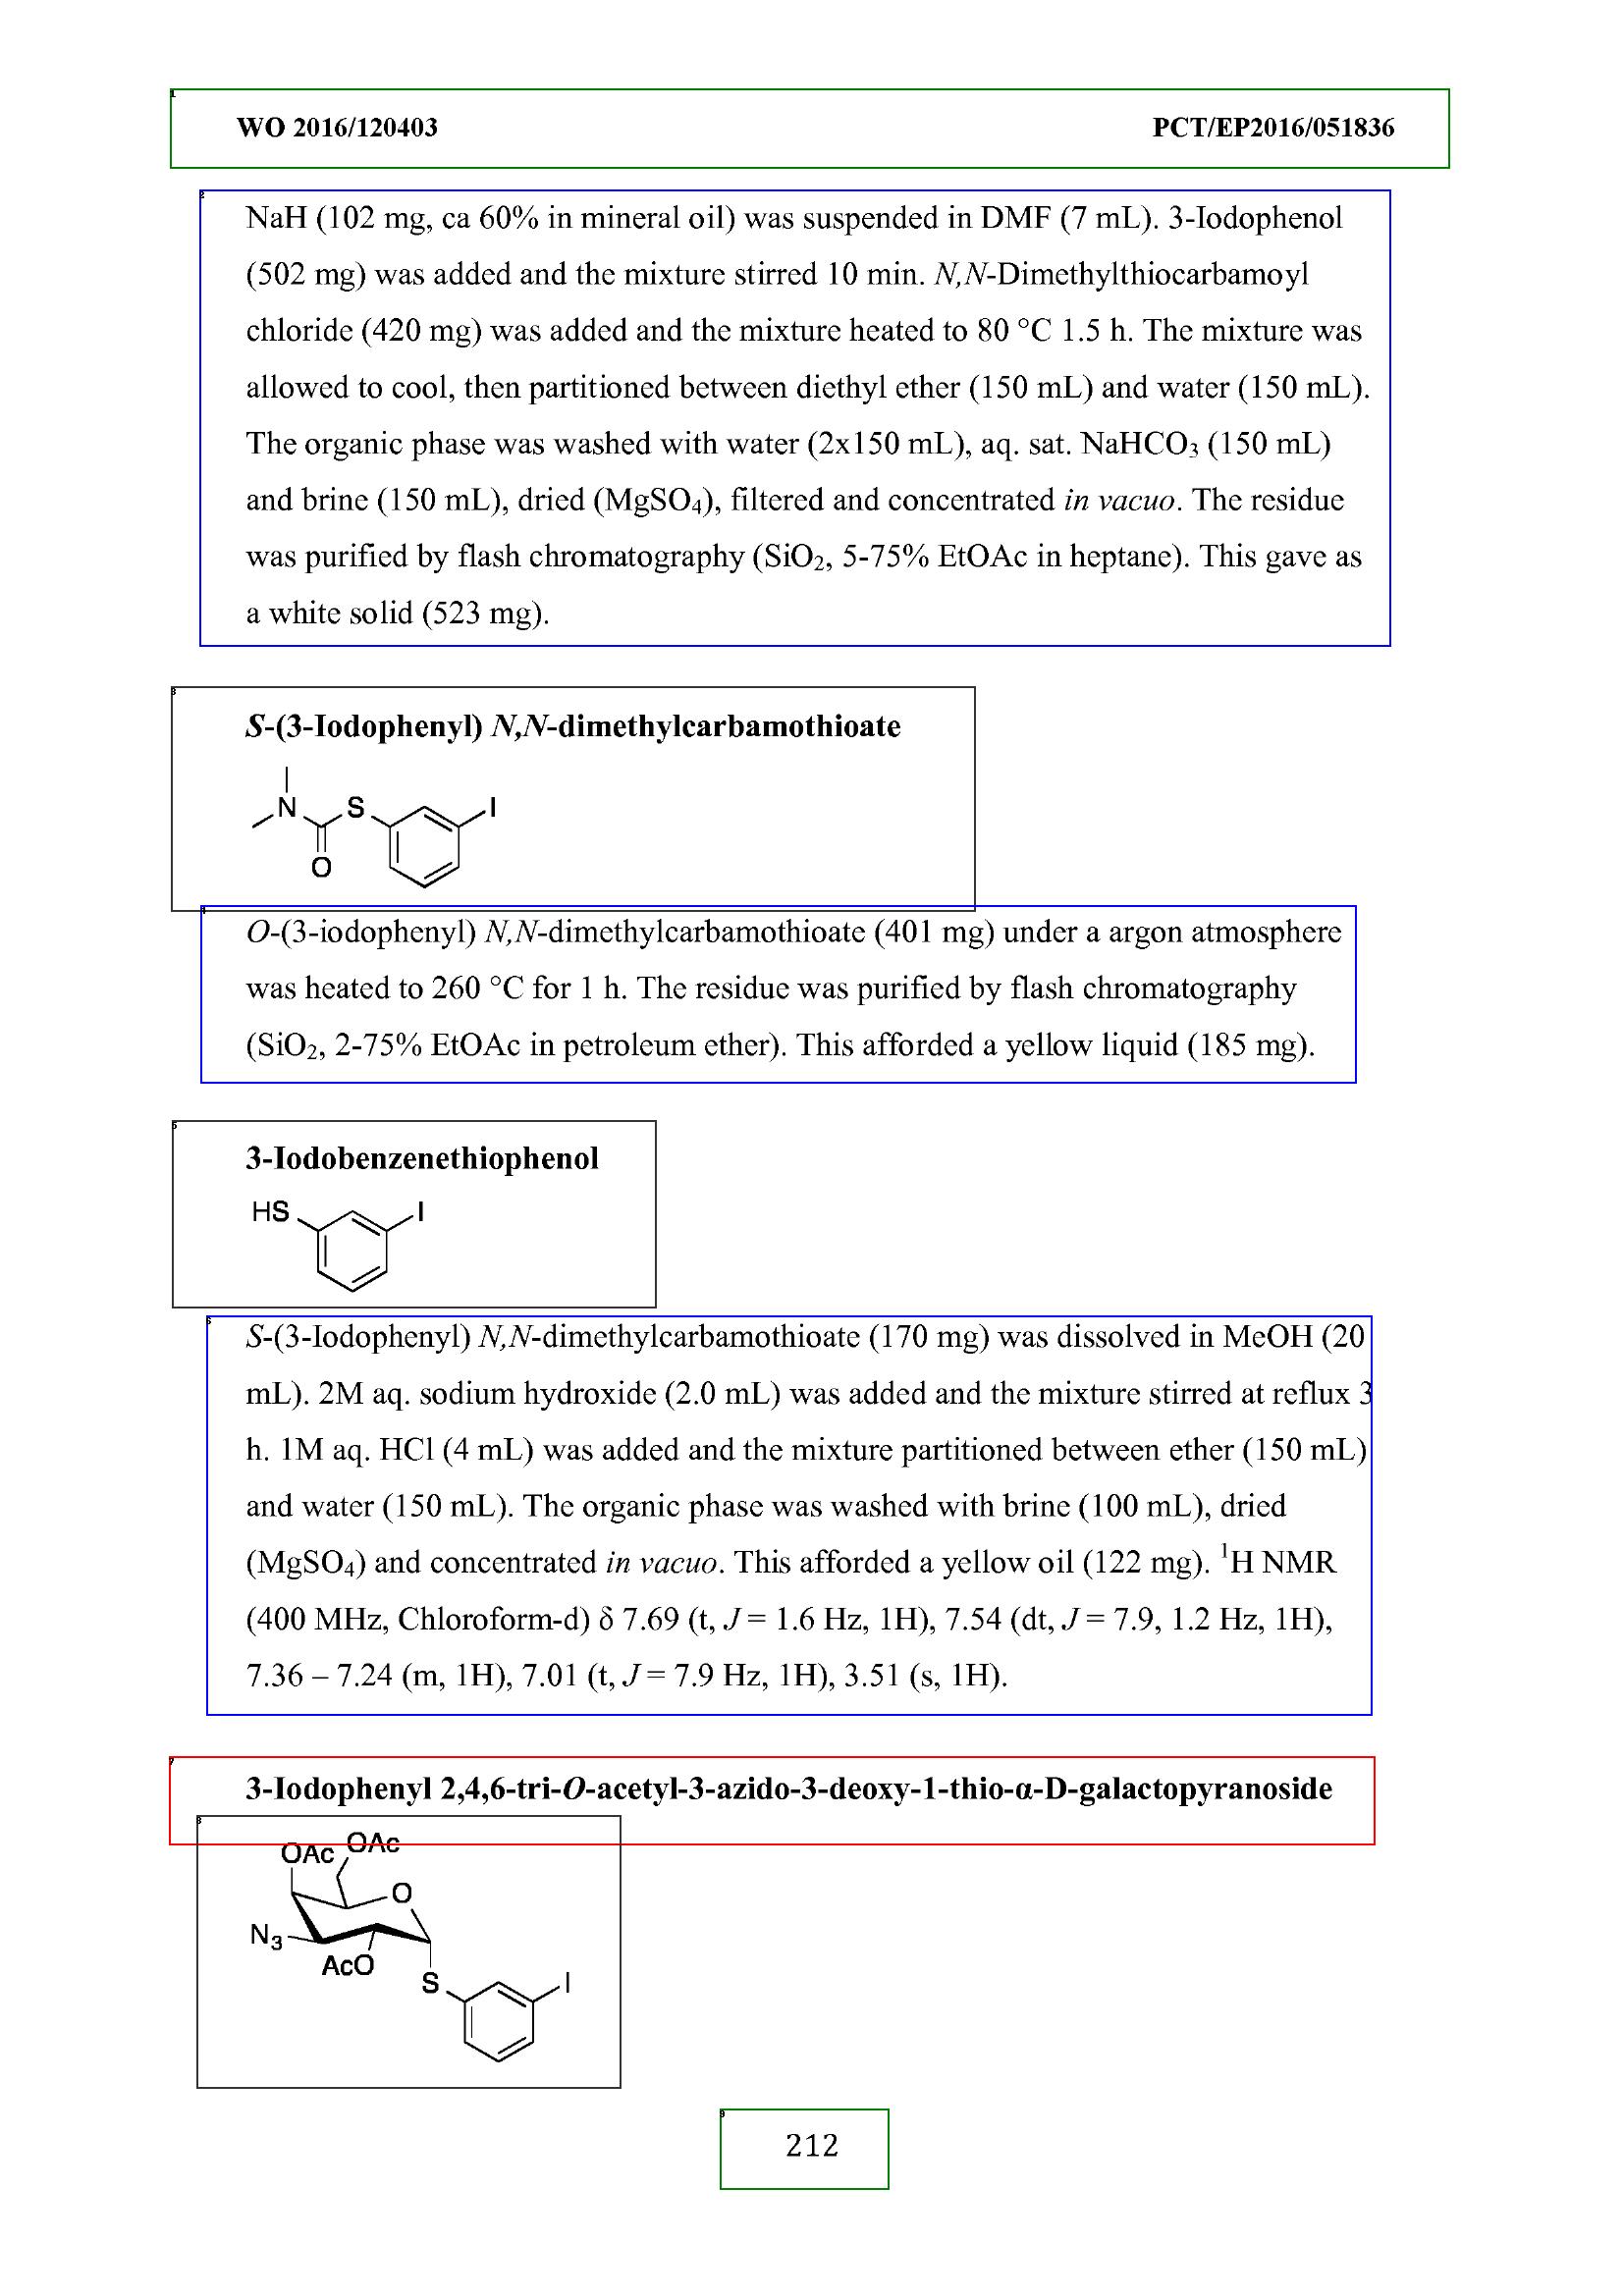 WO 2016/120403 PCT/EP2016/051836
NaH (102 mg, ca 60% in mineral oil) was suspended in DMF (7 mL). 3-Iodophenol
(502 mg) was added and the mixture stirred 10 min. N,N-Dimethylthiocarbamoyl
chloride (420 mg) was added and the mixture heated to 80 °C 1.5 h. The mixture was
allowed to cool, then partitioned between diethyl ether (150 mL) and water (150 mL).
The organic phase was washed with water (2x150 mL), aq. sat. NaHCO₃ (150 mL)
and brine (150 mL), dried (MgSO₄), filtered and concentrated in vacuo. The residue
was purified by flash chromatography (SiO₂, 5-75% EtOAc in heptane). This gave as
a white solid (523 mg).
S-(3-Iodophenyl) N,N-dimethylcarbamothioate
N S I
O
O-(3-iodophenyl) N,N-dimethylcarbamothioate (401 mg) under a argon atmosphere
was heated to 260 °C for 1 h. The residue was purified by flash chromatography
(SiO₂, 2-75% EtOAc in petroleum ether). This afforded a yellow liquid (185 mg).
3-Iodobenzenethiophenol
HS I
S-(3-Iodophenyl) N,N-dimethylcarbamothioate (170 mg) was dissolved in MeOH (20
mL). 2M aq. sodium hydroxide (2.0 mL) was added and the mixture stirred at reflux 3
h. 1M aq. HCl (4 mL) was added and the mixture partitioned between ether (150 mL)
and water (150 mL). The organic phase was washed with brine (100 mL), dried
(MgSO₄) and concentrated in vacuo. This afforded a yellow oil (122 mg). ¹H NMR
(400 MHz, Chloroform-d) δ 7.69 (t, J = 1.6 Hz, 1H), 7.54 (dt, J = 7.9, 1.2 Hz, 1H),
7.36 – 7.24 (m, 1H), 7.01 (t, J = 7.9 Hz, 1H), 3.51 (s, 1H).
3-Iodophenyl 2,4,6-tri-O-acetyl-3-azido-3-deoxy-1-thio-α-D-galactopyranoside
OAc OAc
O
N₃
AcO
S I
212